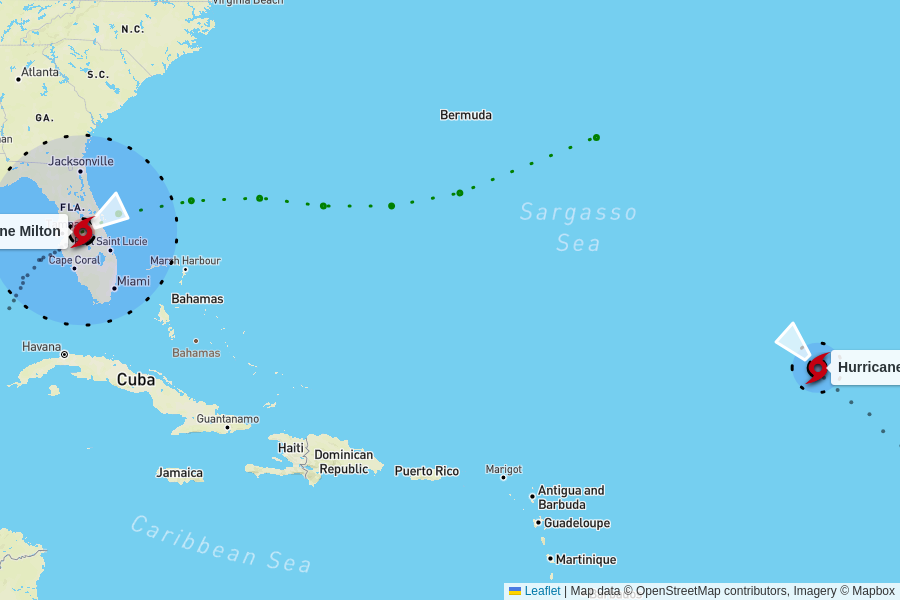 Virginia Beach
N.C.
Atlanta
S.C.
Bermuda
GA.
Jacksonville
FLA.
Sargasso
Sea
ne Milton
Saint Lucie
Cape Coral
Marsh Harbour
Miami
Bahamas
Havana
Bahamas
Hurricane
Cuba
Guantanamo
Haiti
Dominican
Republic
Jamaica
Puerto Rico
Marigot
Antigua and
Barbuda
Guadeloupe
Caribbean Sea
Martinique
Leaflet | Map data © OpenStreetMap contributors, Imagery © Mapbox